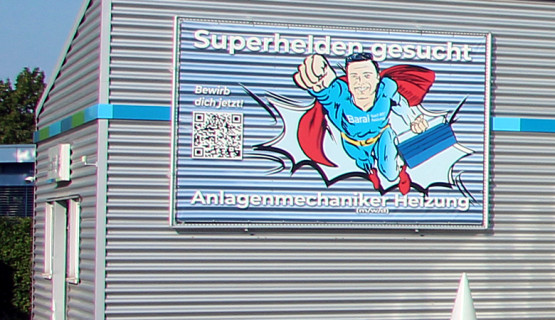 Superhelden gesucht
Bewirb
dich jetzt!
Baral
Anlagenmechaniker Heizung
(m/w/d)